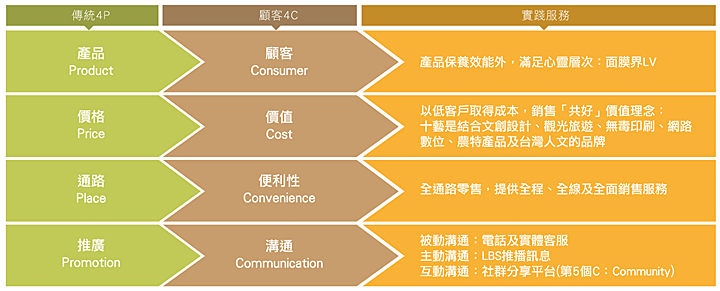 傳統4P
顧客4C
實踐服務
產品
Product
顧客
Consumer
產品保養效能外，滿足心靈層次：面膜界LV
價格
Price
價值
Cost
以低客戶取得成本，銷售「共好」價值理念：
十藝是結合文創設計、觀光旅遊、無毒印刷、網路
數位、農特產品及台灣人文的品牌
通路
Place
便利性
Convenience
全通路零售，提供全程、全線及全面銷售服務
推廣
Promotion
溝通
Communication
被動溝通：電話及實體客服
主動溝通：LBS推播訊息
互動溝通：社群分享平台(第5個C：Community)